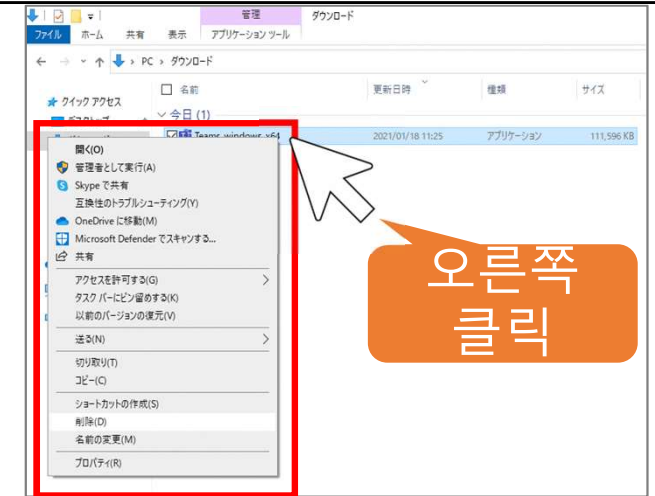 管理 ダウンロード
ファイル ホーム 共有 表示 アプリケーション ツール
PC › ダウンロード
名前 更新日時 種類 サイズ
クイック アクセス
今日 (1)
Teams_windows_x64 2021/01/18 11:25 アプリケーション 111,596 KB
開く(O)
管理者として実行(A)
Skype で共有
互換性のトラブルシューティング(Y)
OneDrive に移動(M)
Microsoft Defender でスキャンする...
共有
アクセスを許可する(G)
タスク バーにピン留めする(K)
以前のバージョンの復元(V)
送る(N)
切り取り(T)
コピー(C)
ショートカットの作成(S)
削除(D)
名前の変更(M)
プロパティ(R)
오른쪽
클릭